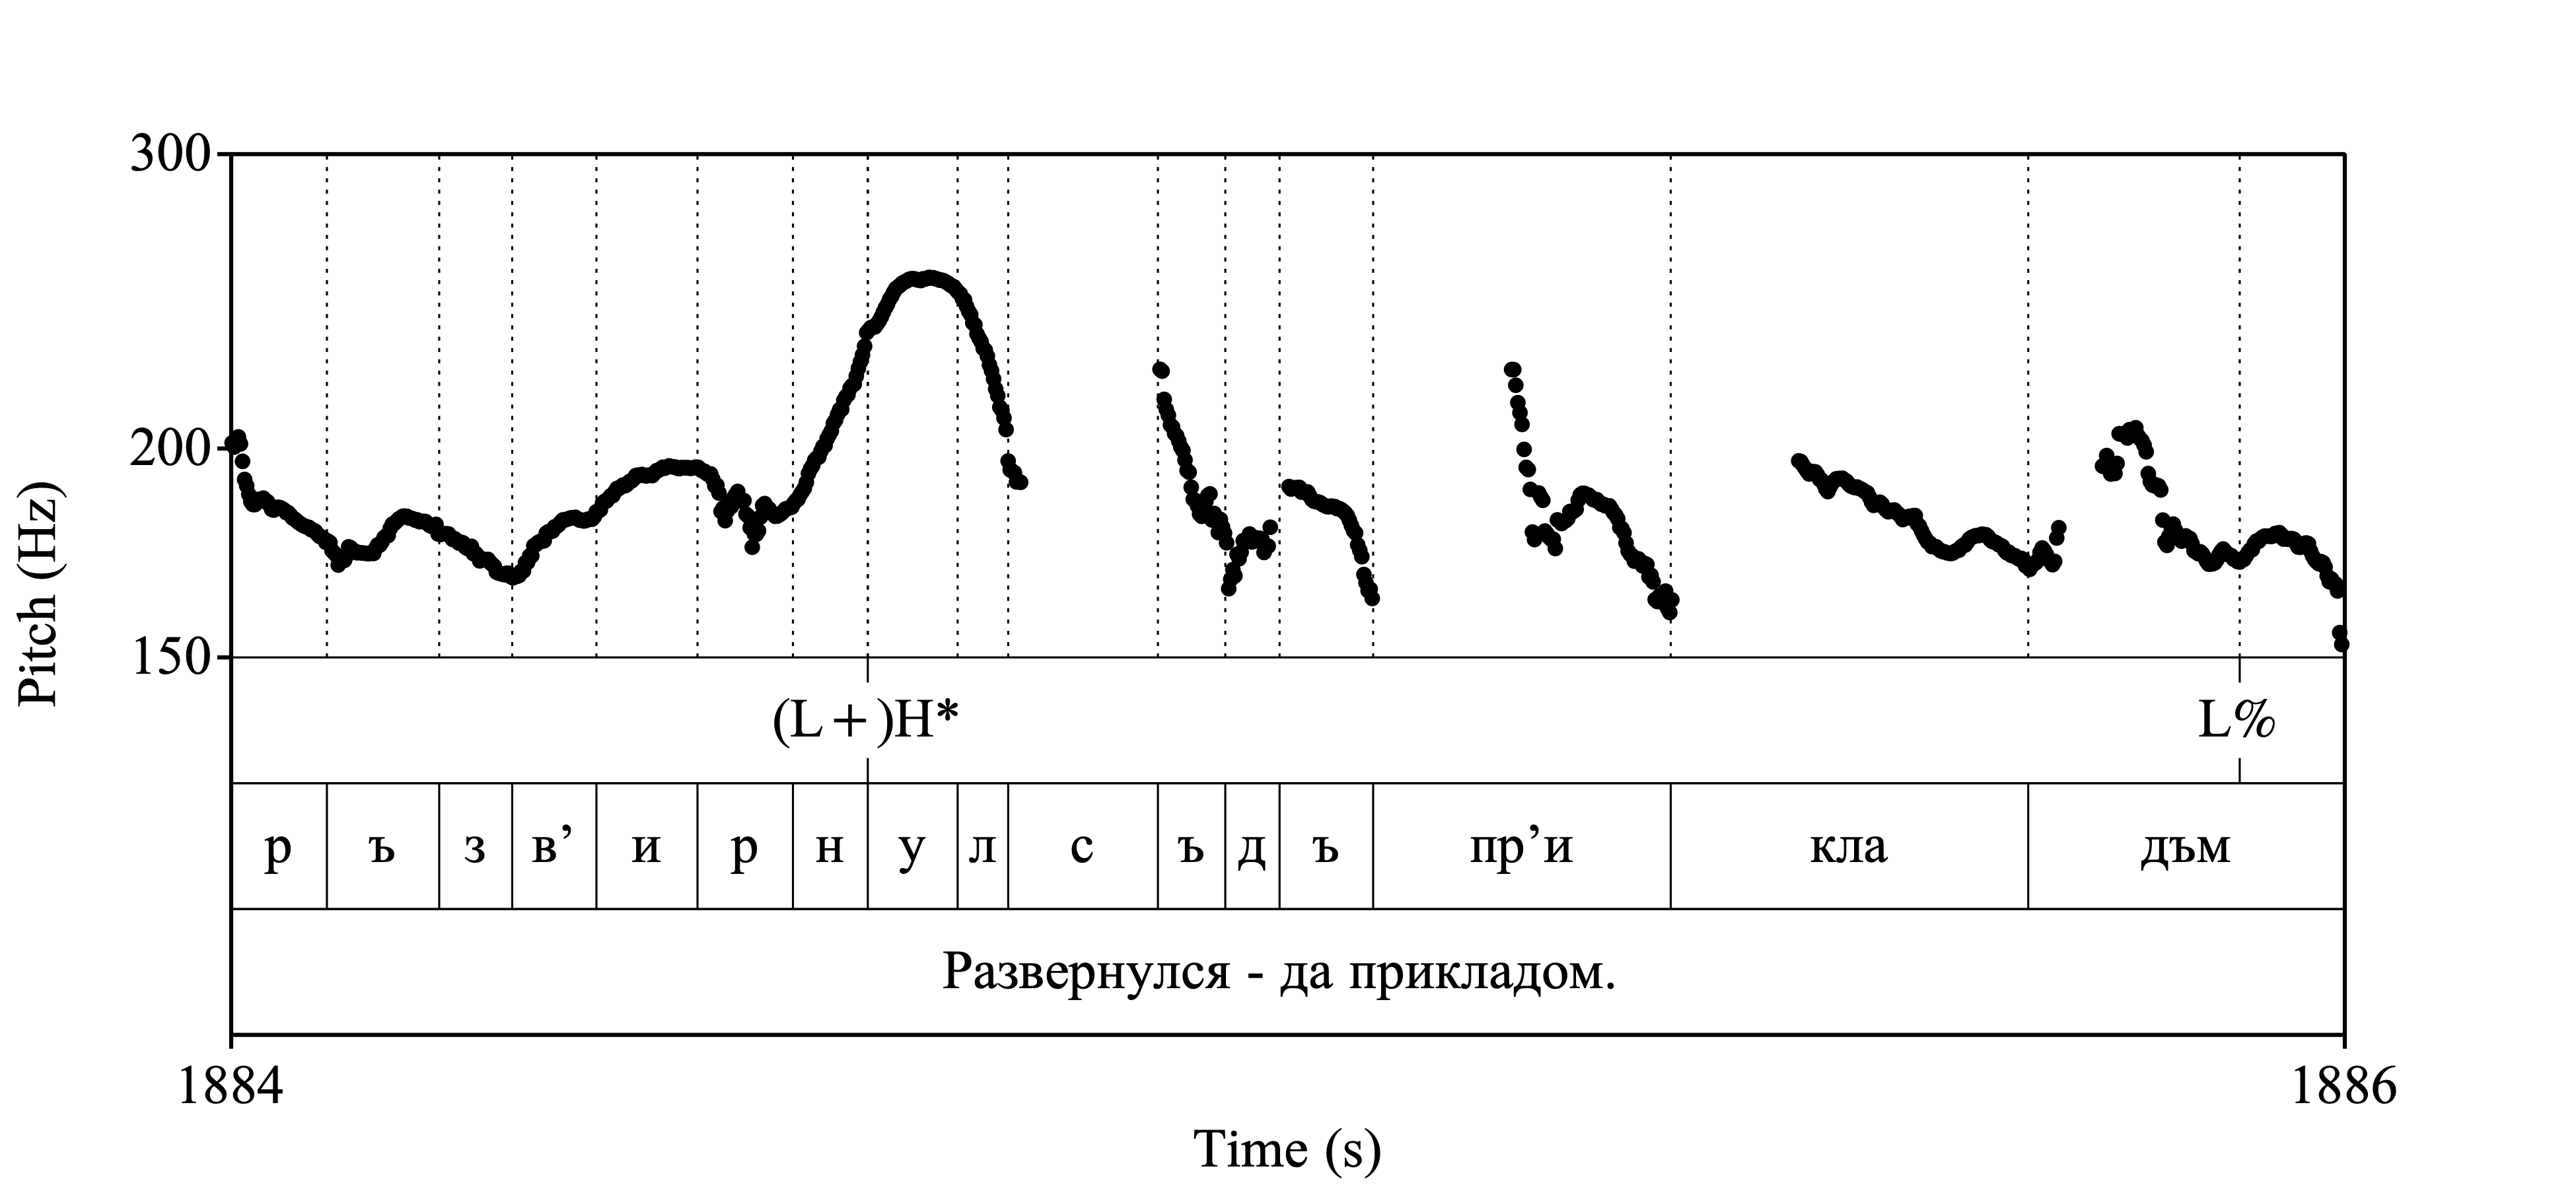 300
200
150
Pitch (Hz)
(L+)H* L%
р ъ з в’ и р н у л с ъ д ъ пр’и кла дъм
Развернулся - да прикладом.
1884 1886
Time (s)